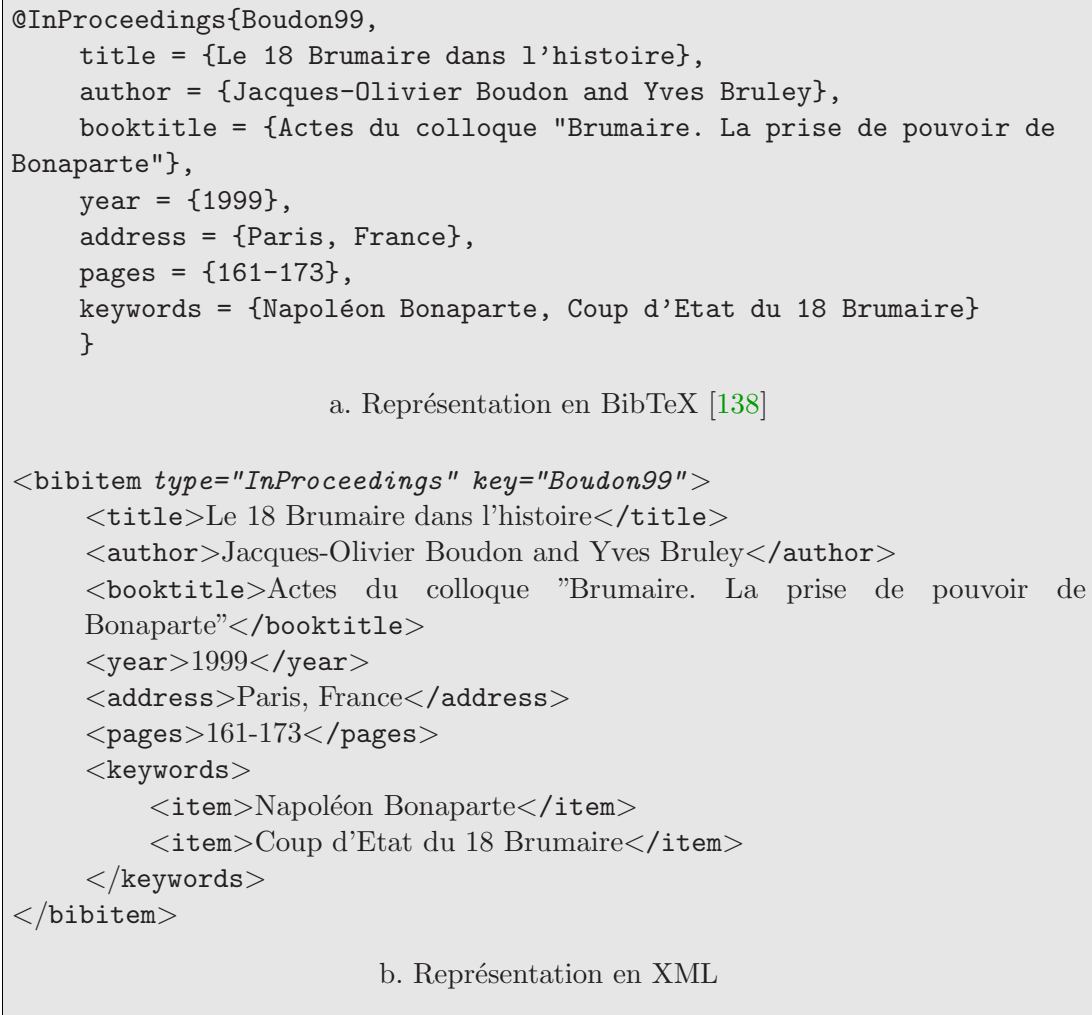 @InProceedings{Boudon99,
title = {Le 18 Brumaire dans l'histoire},
author = {Jacques-Olivier Boudon and Yves Bruley},
booktitle = {Actes du colloque "Brumaire. La prise de pouvoir de
Bonaparte"},
year = {1999},
address = {Paris, France},
pages = {161-173},
keywords = {Napoléon Bonaparte, Coup d'Etat du 18 Brumaire}
}
a. Représentation en BibTeX [138]
<bibitem type="InProceedings" key="Boudon99">
<title>Le 18 Brumaire dans l'histoire</title>
<author>Jacques-Olivier Boudon and Yves Bruley</author>
<booktitle>Actes du colloque ”Brumaire. La prise de pouvoir de
Bonaparte”</booktitle>
<year>1999</year>
<address>Paris, France</address>
<pages>161-173</pages>
<keywords>
<item>Napoléon Bonaparte</item>
<item>Coup d'Etat du 18 Brumaire</item>
</keywords>
</bibitem>
b. Représentation en XML